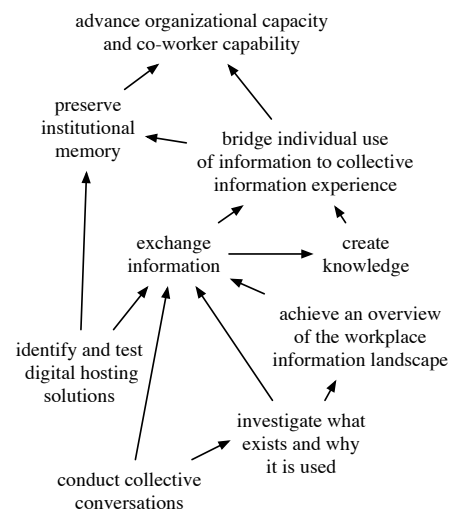 advance organizational capacity
and co-worker capability
preserve
institutional
memory
bridge individual use
of information to collective
information experience
exchange
information
create
knowledge
achieve an overview
of the workplace
information landscape
identify and test
digital hosting
solutions
investigate what
exists and why
it is used
conduct collective
conversations